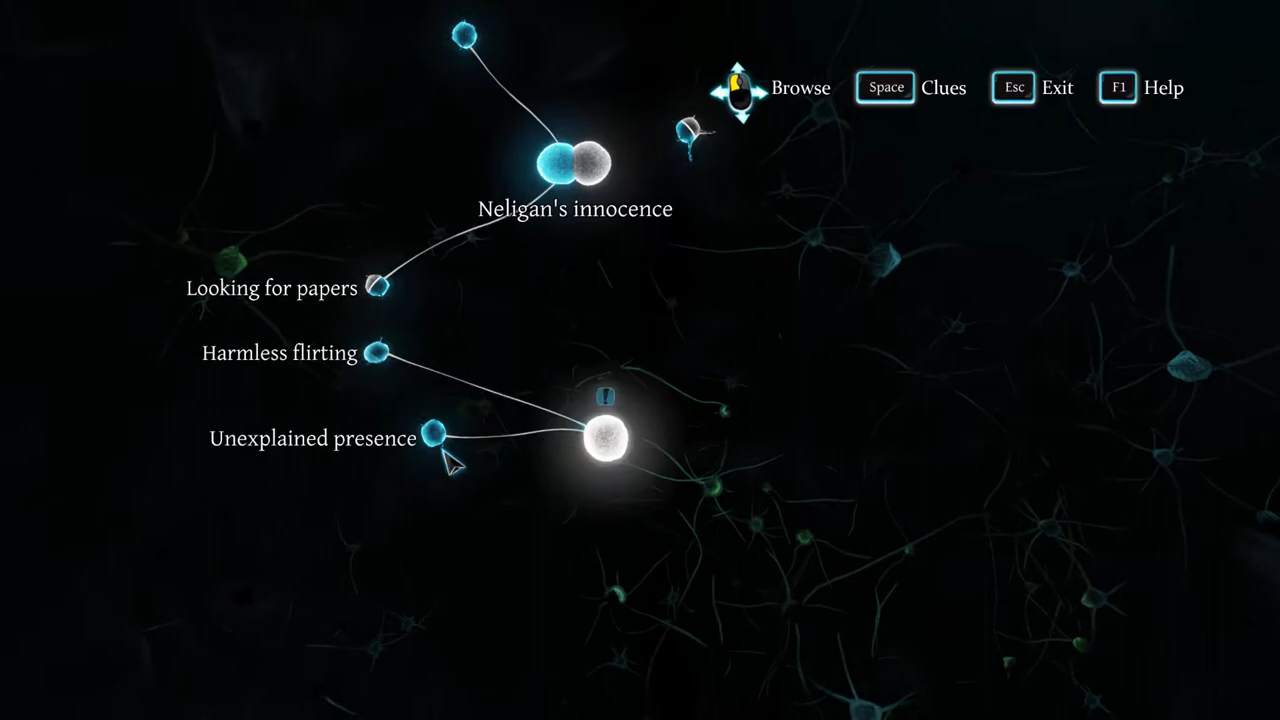 Browse
Space Clues
Esc Exit
F1 Help
Neligan's innocence
Looking for papers
Harmless flirting
!
Unexplained presence